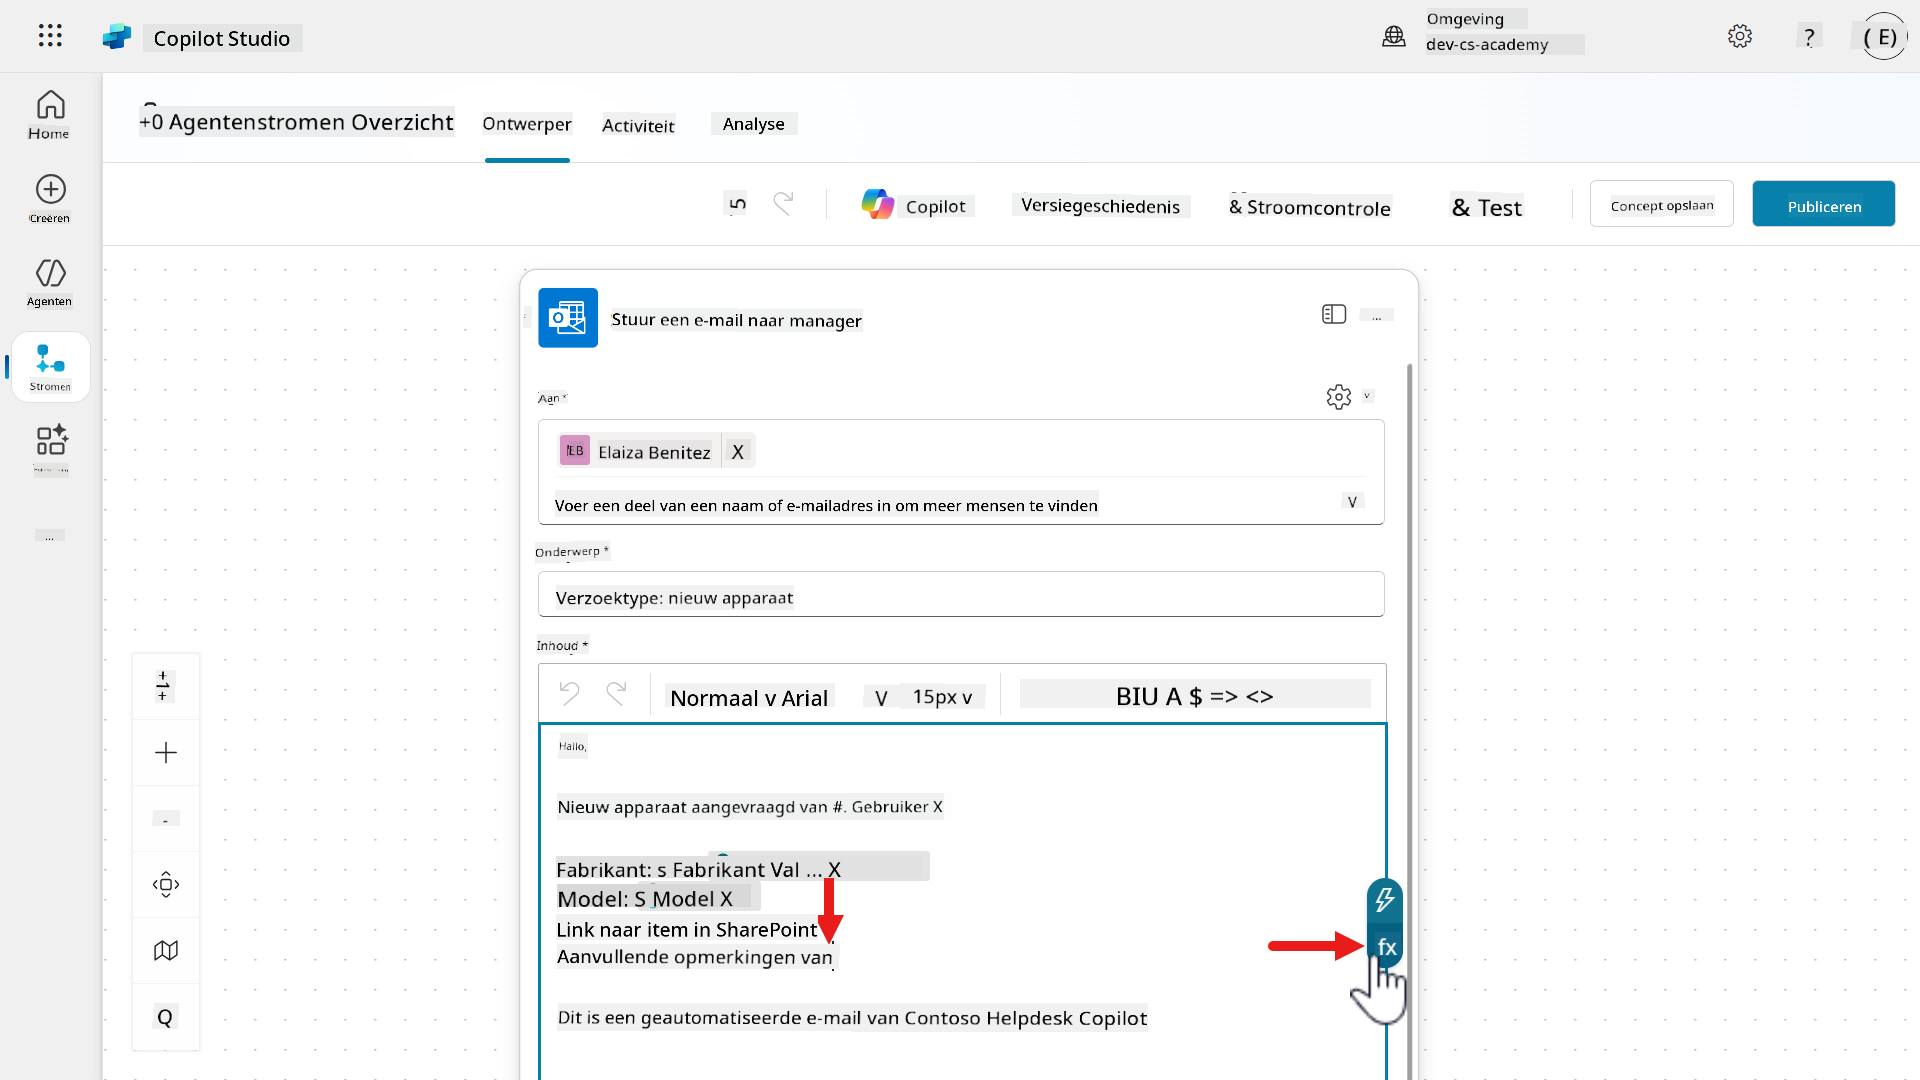 Copilot Studio
Omgeving
dev-cs-academy
?
( E)
Home
Creëren
Agenten
Stromen
...
+0 Agentenstromen Overzicht
Ontwerper
Activiteit
Analyse
5
Copilot
Versiegeschiedenis
& Stroomcontrole
& Test
Concept opslaan
Publiceren
Stuur een e-mail naar manager
...
Aan *
v
EB
Elaiza Benitez
X
Voer een deel van een naam of e-mailadres in om meer mensen te vinden
V
Onderwerp *
Verzoektype: nieuw apparaat
Inhoud *
Normaal v Arial
V
15px v
BIU A $ => <>
Hallo,
Nieuw apparaat aangevraagd van #. Gebruiker X
Fabrikant: s Fabrikant Val ... X
Model: S Model X
Link naar item in SharePoint
Aanvullende opmerkingen van
Dit is een geautomatiseerde e-mail van Contoso Helpdesk Copilot
fx
Q